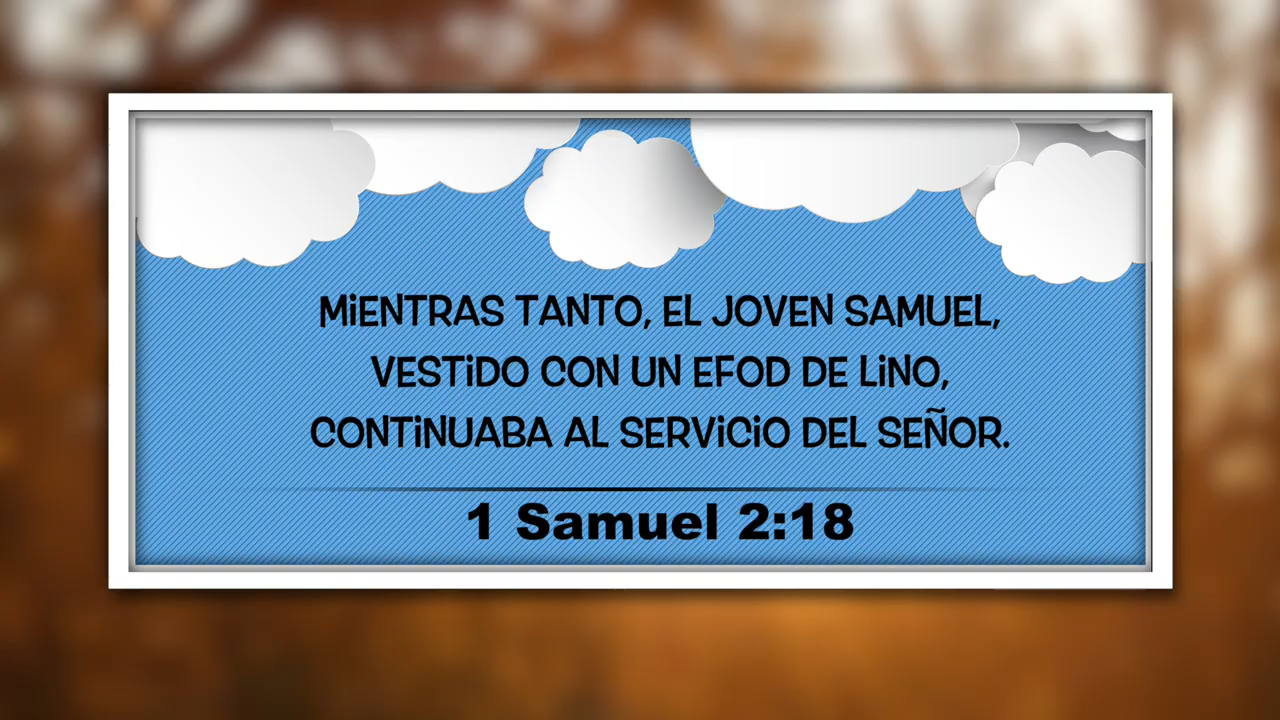 MiENTRAS TANTO, EL JOVEN SAMUEL,
VESTiDO CON UN EFOD DE LiNO,
CONTiNUABA AL SERViCiO DEL SEÑOR.
1 Samuel 2:18